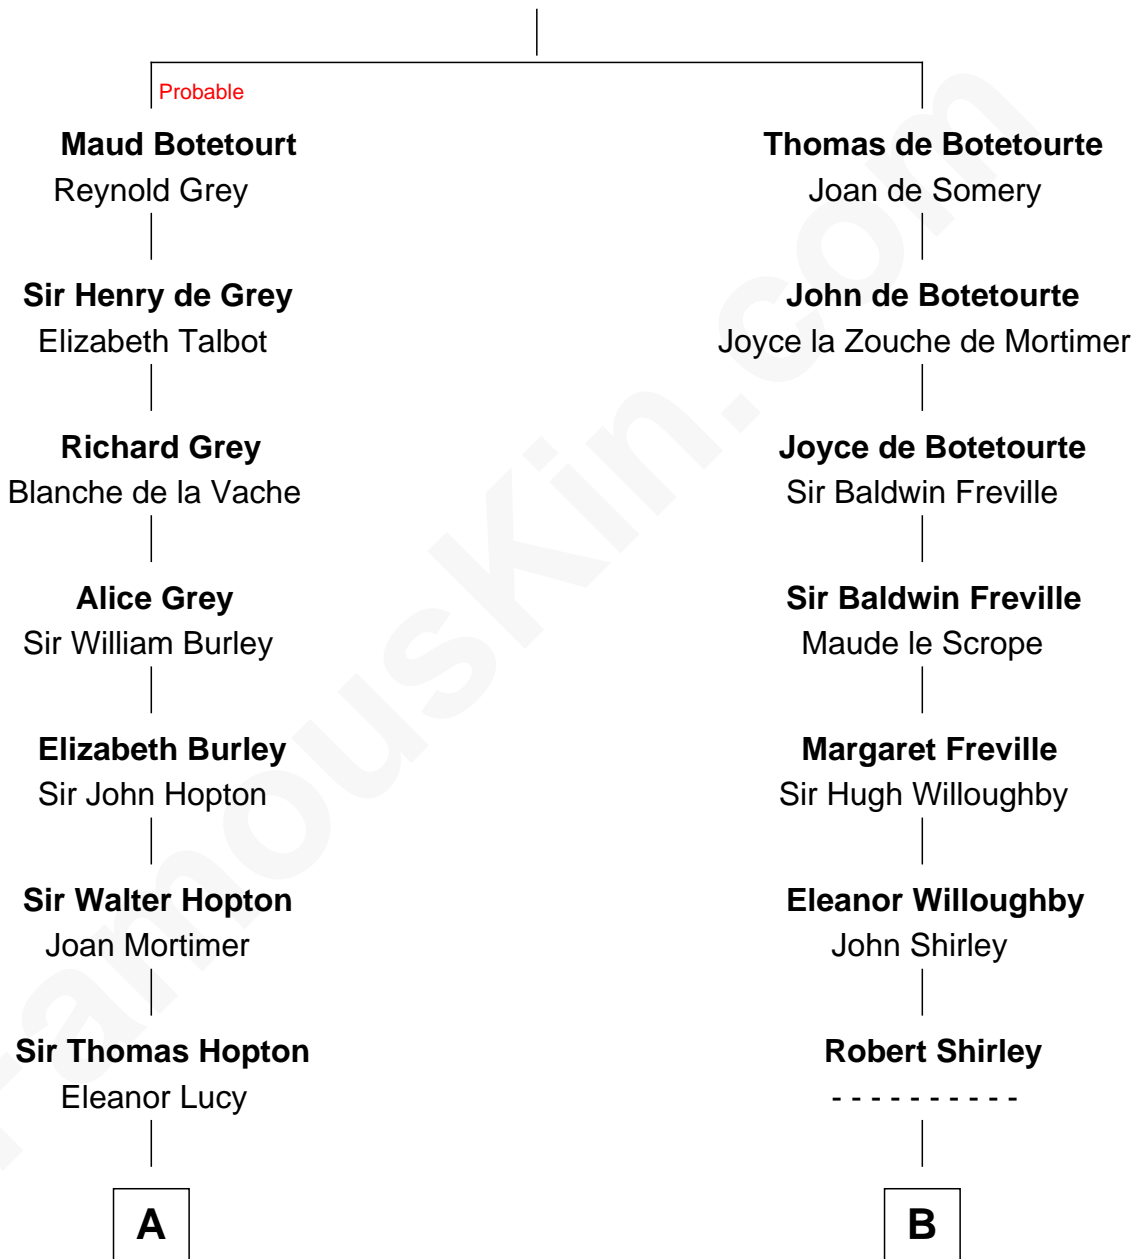 Probable
Maud Botetourt
Reynold Grey
Sir Henry de Grey
Elizabeth Talbot
Richard Grey
Blanche de la Vache
Alice Grey
Sir William Burley
Elizabeth Burley
Sir John Hopton
Sir Walter Hopton
Joan Mortimer
Sir Thomas Hopton
Eleanor Lucy
A
Thomas de Botetourte
Joan de Somery
John de Botetourte
Joyce la Zouche de Mortimer
Joyce de Botetourte
Sir Baldwin Freville
Sir Baldwin Freville
Maude le Scrope
Margaret Freville
Sir Hugh Willoughby
Eleanor Willoughby
John Shirley
Robert Shirley
- - - - - - - - - -
B
FamousKin.com